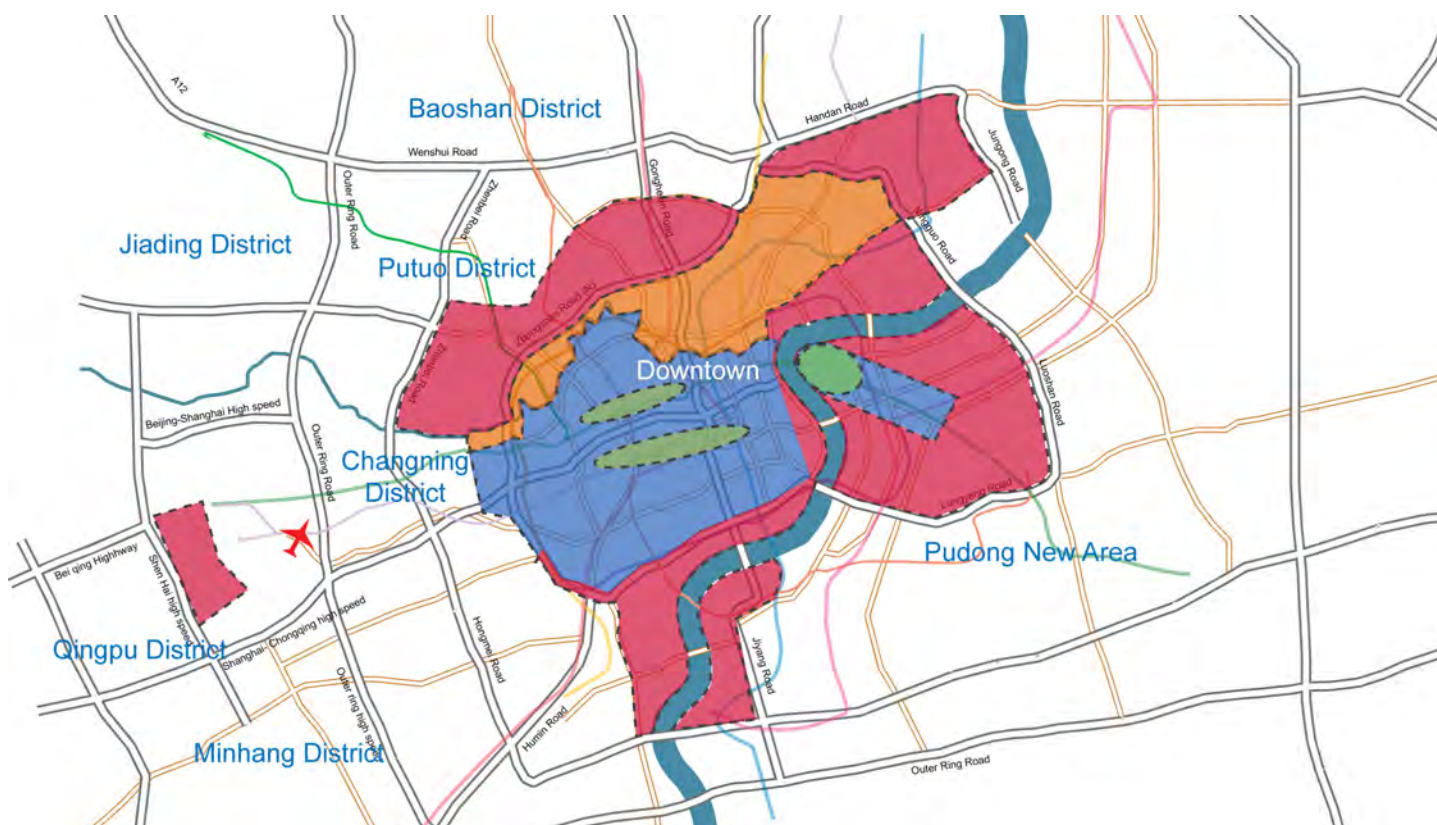 A12
Baoshan District
Handan Road
Jungong Road
Wenshui Road
Gonghexin Road
Zhenbei Road
Outer Ring Road
Jiading District
Putuo District
Ningguo Road
Zhenbei Road
Downtown
Luoshan Road
Beijing-Shanghai High speed
Outer Ring Road
Changning
District
Longyang Road
Pudong New Area
Bei qing Highhway
Shen Hai high speed
Qingpu District
Shanghai- Chongqing high speed
Hongmei Road
Jiyang Road
Outer ring high speed
Humin Road
Minhang District
Outer Ring Road